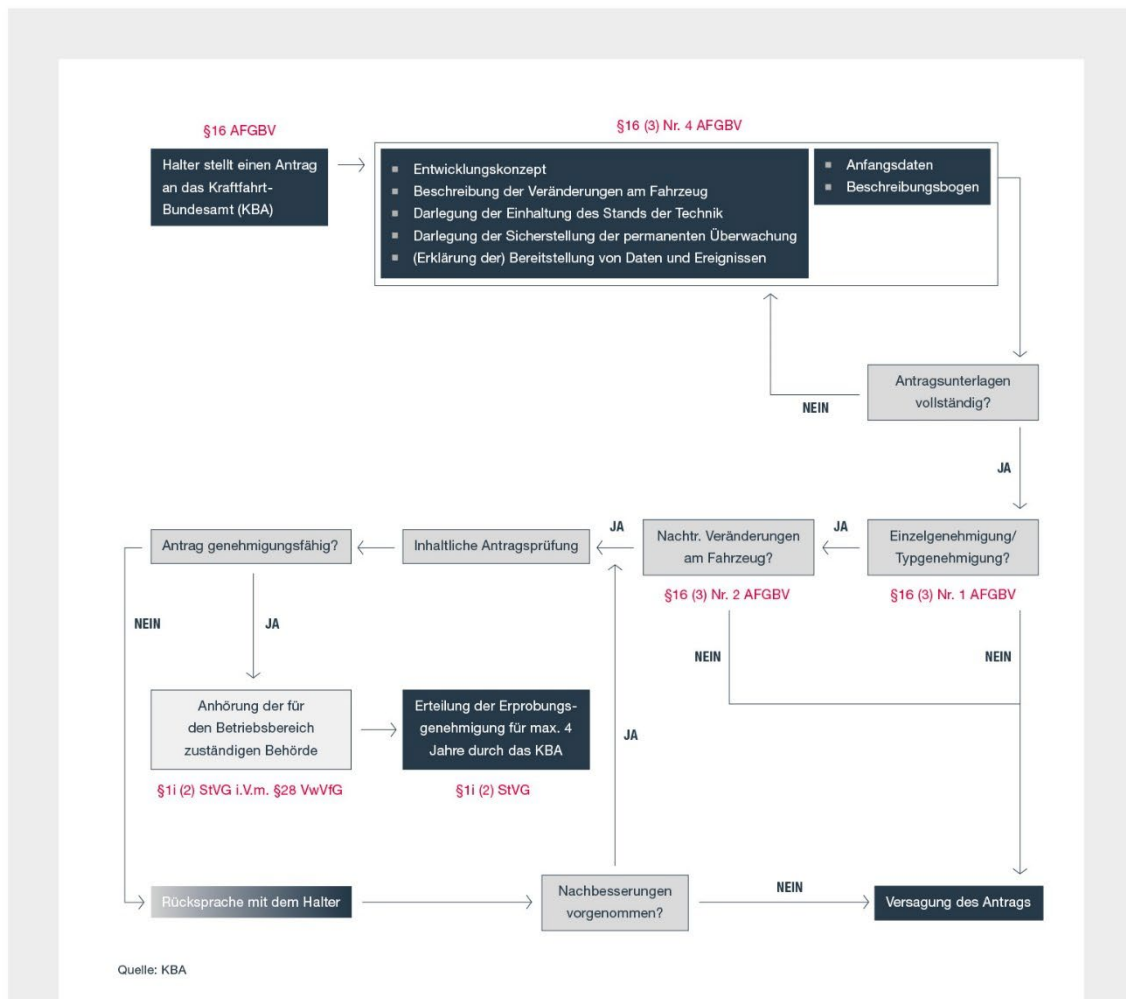 §16 AFGBV
§16 (3) Nr. 4 AFGBV
Halter stellt einen Antrag
an das Kraftfahrt-
Bundesamt (KBA)
Entwicklungskonzept
Beschreibung der Veränderungen am Fahrzeug
Darlegung der Einhaltung des Stands der Technik
Darlegung der Sicherstellung der permanenten Überwachung
(Erklärung der) Bereitstellung von Daten und Ereignissen
Anfangsdaten
Beschreibungsbogen
Antragsunterlagen
vollständig?
NEIN
JA
Einzelgenehmigung/
Typgenehmigung?
§16 (3) Nr. 1 AFGBV
JA
NEIN
Nachtr. Veränderungen
am Fahrzeug?
§16 (3) Nr. 2 AFGBV
JA
NEIN
Inhaltliche Antragsprüfung
Antrag genehmigungsfähig?
NEIN
JA
Anhörung der für
den Betriebsbereich
zuständigen Behörde
§1i (2) StVG i.V.m. §28 VwVfG
Erteilung der Erprobungs-
genehmigung für max. 4
Jahre durch das KBA
§1i (2) StVG
JA
Rücksprache mit dem Halter
Nachbesserungen
vorgenommen?
NEIN
Versagung des Antrags
Quelle: KBA